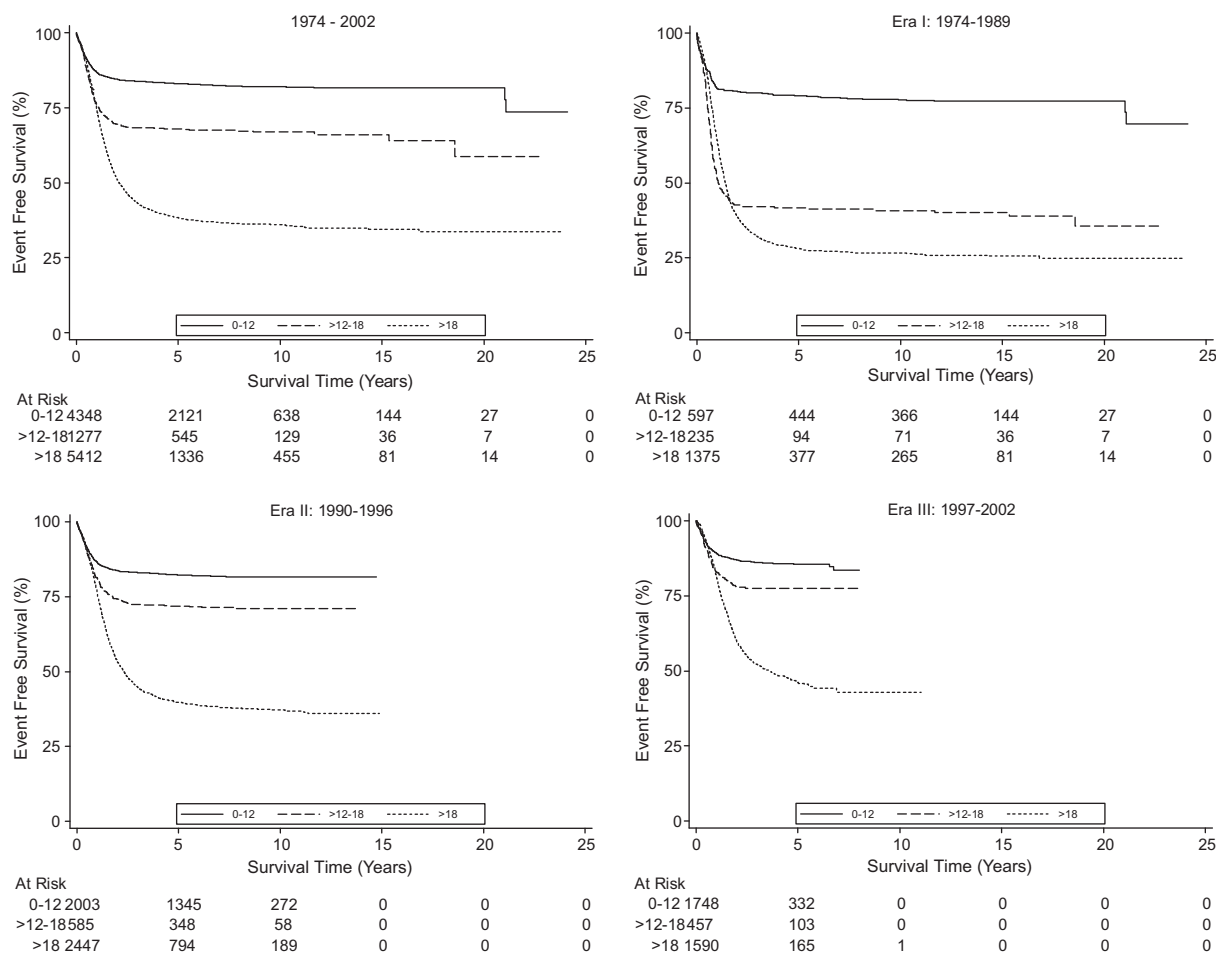 1974 - 2002
Event Free Survival (%)
100
75
50
25
0
0-12 >12-18 >18
0 5 10 15 20 25
Survival Time (Years)
At Risk
0-12 4348 2121 638 144 27 0
>12-181277 545 129 36 7 0
>18 5412 1336 455 81 14 0
Era I: 1974-1989
Event Free Survival (%)
100
75
50
25
0
0-12 >12-18 >18
0 5 10 15 20 25
Survival Time (Years)
At Risk
0-12 597 444 366 144 27 0
>12-18235 94 71 36 7 0
>18 1375 377 265 81 14 0
Era II: 1990-1996
Event Free Survival (%)
100
75
50
25
0
0-12 >12-18 >18
0 5 10 15 20 25
Survival Time (Years)
At Risk
0-12 2003 1345 272 0 0 0
>12-18585 348 58 0 0 0
>18 2447 794 189 0 0 0
Era III: 1997-2002
Event Free Survival (%)
100
75
50
25
0
0-12 >12-18 >18
0 5 10 15 20 25
Survival Time (Years)
At Risk
0-12 1748 332 0 0 0 0
>12-18457 103 0 0 0 0
>18 1590 165 1 0 0 0